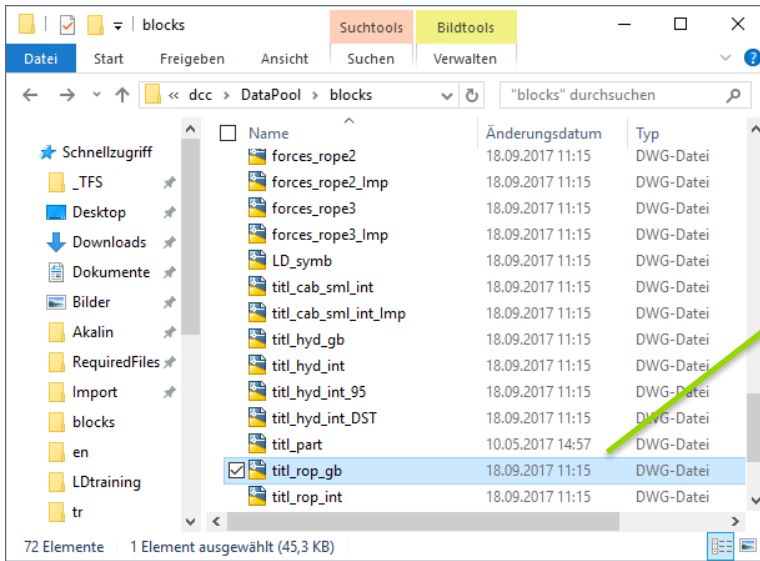 blocks
Suchtools Bildtools
Datei Start Freigeben Ansicht Suchen Verwalten
« dcc › DataPool › blocks "blocks" durchsuchen
Name Änderungsdatum Typ
Schnellzugriff
_TFS
Desktop
Downloads
Dokumente
Bilder
Akalin
RequiredFiles
Import
blocks
en
LDtraining
tr
forces_rope2 18.09.2017 11:15 DWG-Datei
forces_rope2_Imp 18.09.2017 11:15 DWG-Datei
forces_rope3 18.09.2017 11:15 DWG-Datei
forces_rope3_Imp 18.09.2017 11:15 DWG-Datei
LD_symb 18.09.2017 11:15 DWG-Datei
titl_cab_sml_int 18.09.2017 11:15 DWG-Datei
titl_cab_sml_int_Imp 18.09.2017 11:15 DWG-Datei
titl_hyd_gb 18.09.2017 11:15 DWG-Datei
titl_hyd_int 18.09.2017 11:15 DWG-Datei
titl_hyd_int_95 18.09.2017 11:15 DWG-Datei
titl_hyd_int_DST 18.09.2017 11:15 DWG-Datei
titl_part 10.05.2017 14:57 DWG-Datei
titl_rop_gb 18.09.2017 11:15 DWG-Datei
titl_rop_int 18.09.2017 11:15 DWG-Datei
72 Elemente 1 Element ausgewählt (45,3 KB)